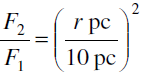 F₂/F₁ = (r pc / 10 pc)²